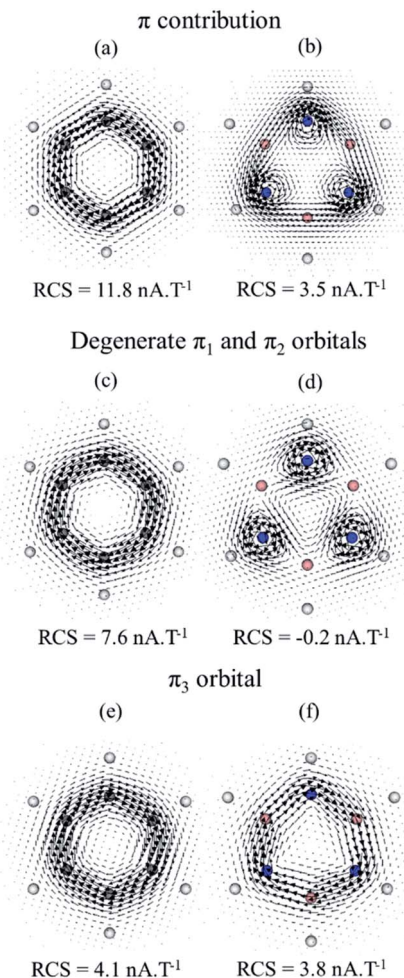 π contribution
(a) (b)
RCS = 11.8 nA.T⁻¹ RCS = 3.5 nA.T⁻¹
Degenerate π₁ and π₂ orbitals
(c) (d)
RCS = 7.6 nA.T⁻¹ RCS = -0.2 nA.T⁻¹
π₃ orbital
(e) (f)
RCS = 4.1 nA.T⁻¹ RCS = 3.8 nA.T⁻¹